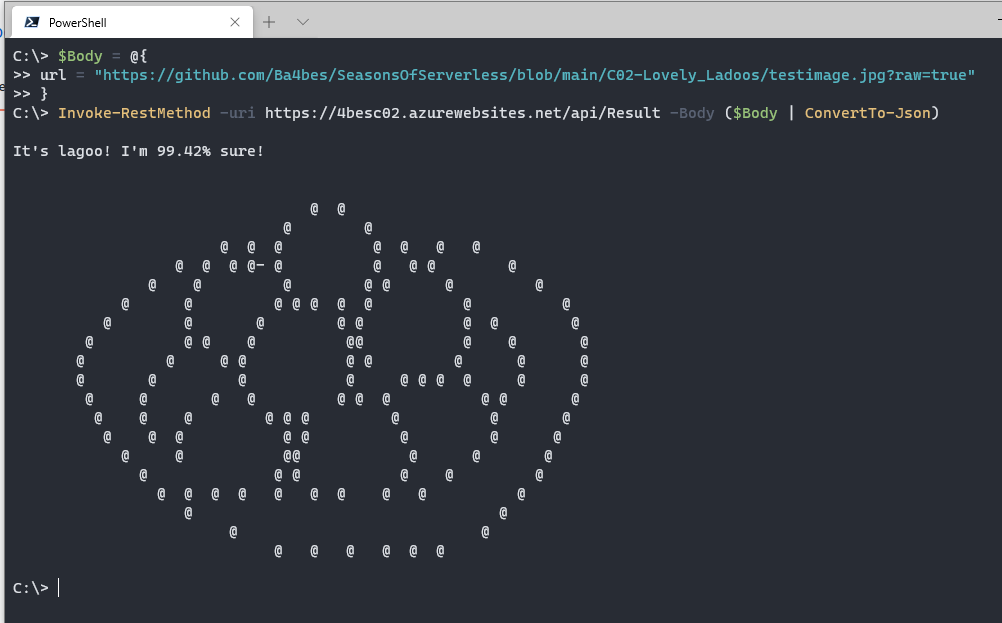 PowerShell
C:\> $Body = @{
>> url = "https://github.com/Ba4bes/SeasonsOfServerless/blob/main/C02-Lovely_Ladoos/testimage.jpg?raw=true"
>> }
C:\> Invoke-RestMethod -uri https://4besc02.azurewebsites.net/api/Result -Body ($Body | ConvertTo-Json)
It's lagoo! I'm 99.42% sure!
@ @
@ @
@ @ @ @ @ @ @
@ @ @ @- @ @ @ @ @
@ @ @ @ @ @ @
@ @ @ @ @ @ @ @ @
@ @ @ @ @ @ @ @
@ @ @ @ @@ @ @ @
@ @ @ @ @ @ @ @ @
@ @ @ @ @ @ @ @ @ @
@ @ @ @ @ @ @ @ @ @
@ @ @ @ @ @ @ @ @
@ @ @ @ @ @ @ @
@ @ @@ @ @ @
@ @ @ @ @ @
@ @ @ @ @ @ @ @ @ @
@ @
@ @
@ @ @ @ @ @
C:\>